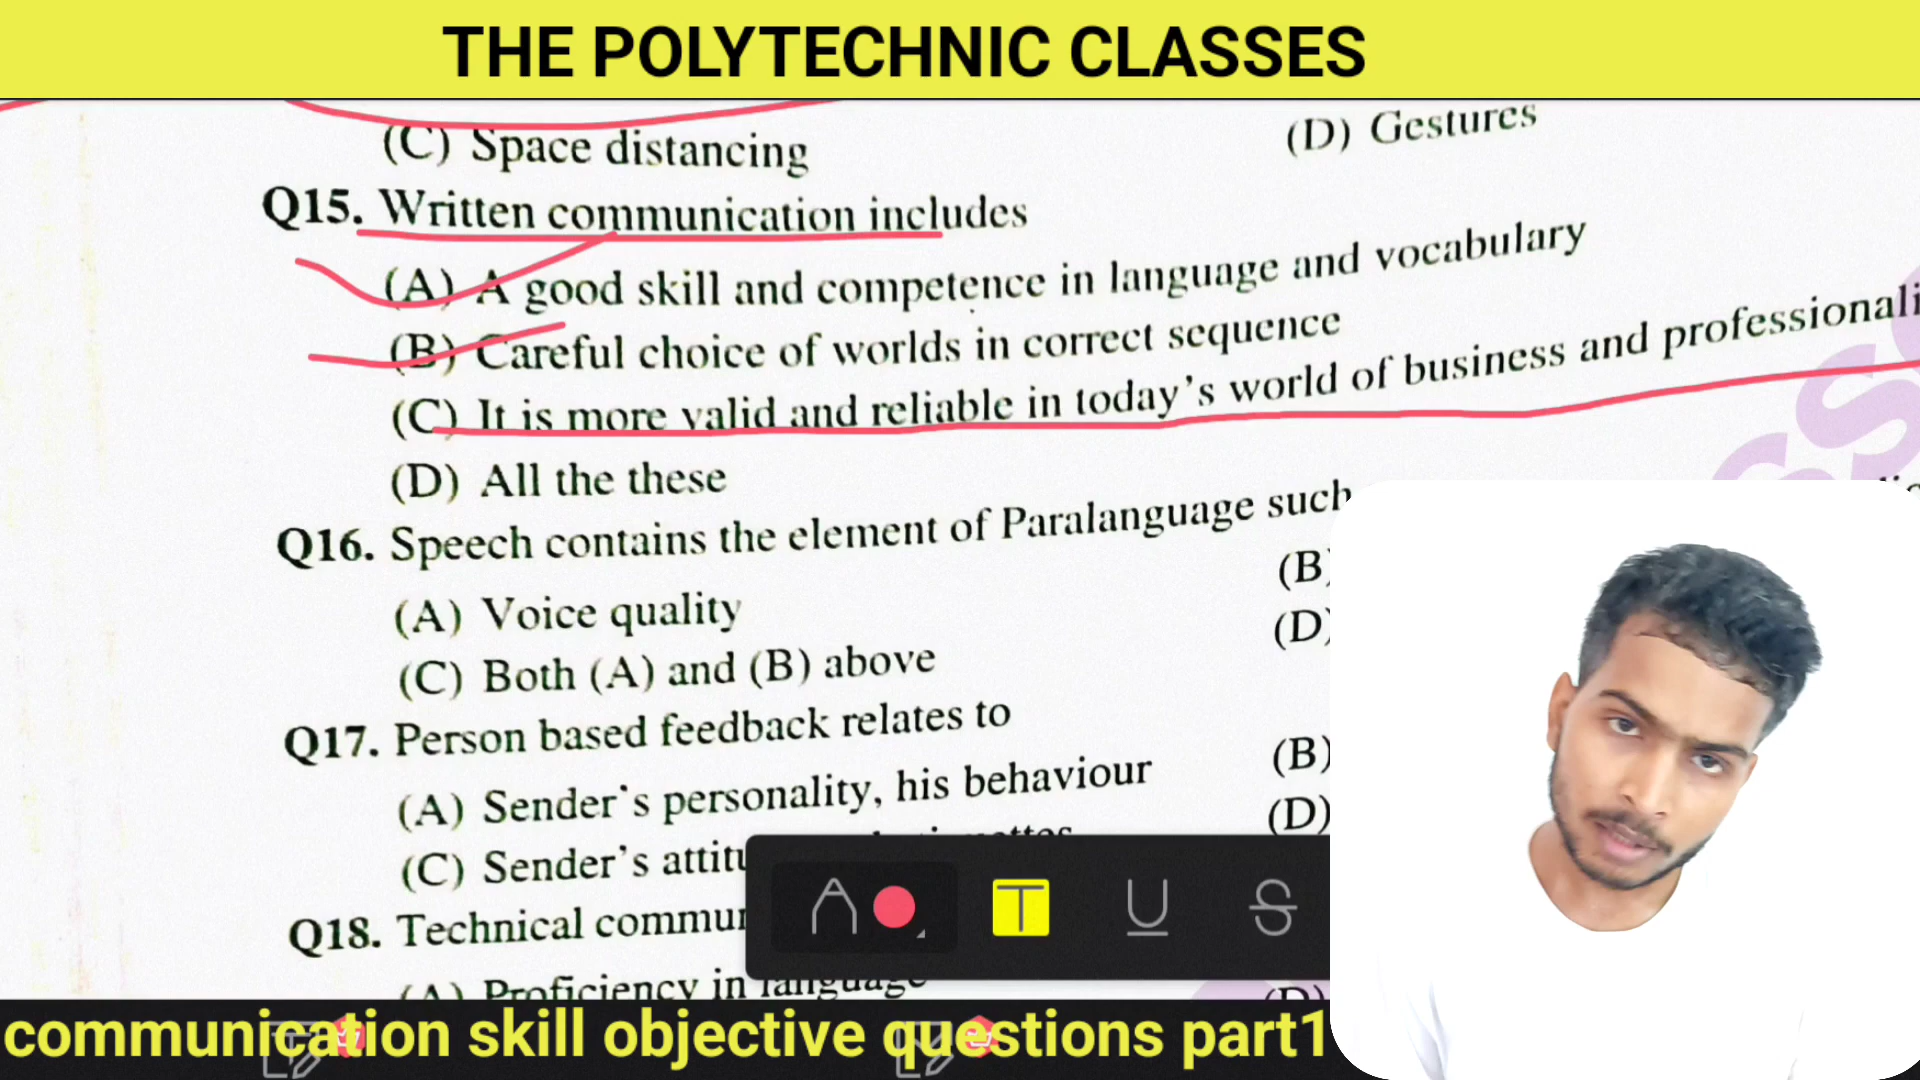 THE POLYTECHNIC CLASSES
(C) Space distancing
(D) Gestures
Q15. Written communication includes
(A) A good skill and competence in language and vocabulary
(B) Careful choice of worlds in correct sequence
(C) It is more valid and reliable in today's world of business and
(D) All the these
Q16. Speech contains the element of Paralanguage such
(A) Voice quality
(B)
(C) Both (A) and (B) above
(D)
Q17. Person based feedback relates to
(A) Sender's personality, his behaviour
(B)
(C) Sender's
(D)
Q18. Technical
(A) Proficiency in language
(D)
communication skill objective questions part1